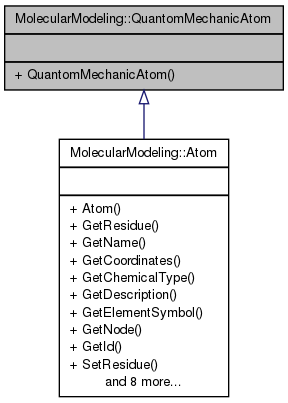 MolecularModeling::QuantomMechanicAtom
+ QuantomMechanicAtom()
MolecularModeling::Atom
+ Atom()
+ GetResidue()
+ GetName()
+ GetCoordinates()
+ GetChemicalType()
+ GetDescription()
+ GetElementSymbol()
+ GetNode()
+ GetId()
+ SetResidue()
and 8 more...